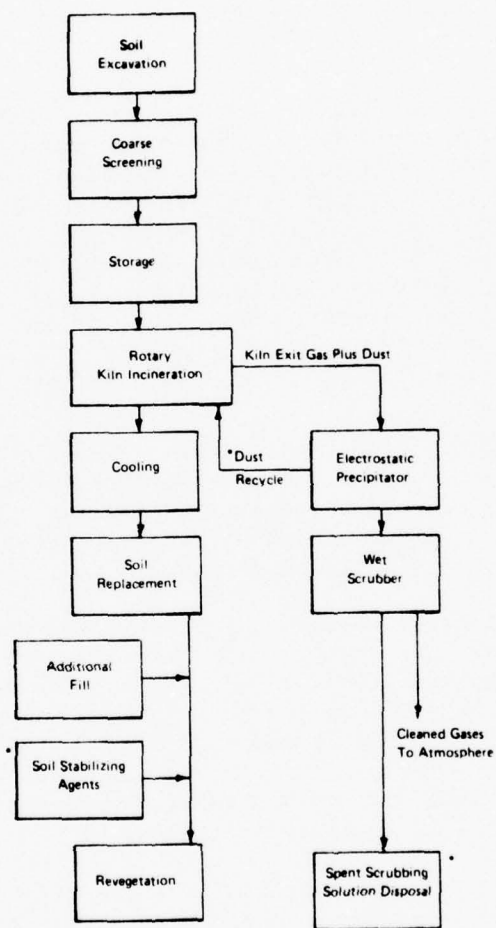 Soil
Excavation
Coarse
Screening
Storage
Rotary
Kiln Incineration
Kiln Exit Gas Plus Dust
Cooling
*Dust
Recycle
Electrostatic
Precipitator
Soil
Replacement
Wet
Scrubber
Additional
Fill
Cleaned Gases
To Atmosphere
*
Soil Stabilizing
Agents
Revegetation
Spent Scrubbing
Solution Disposal
*